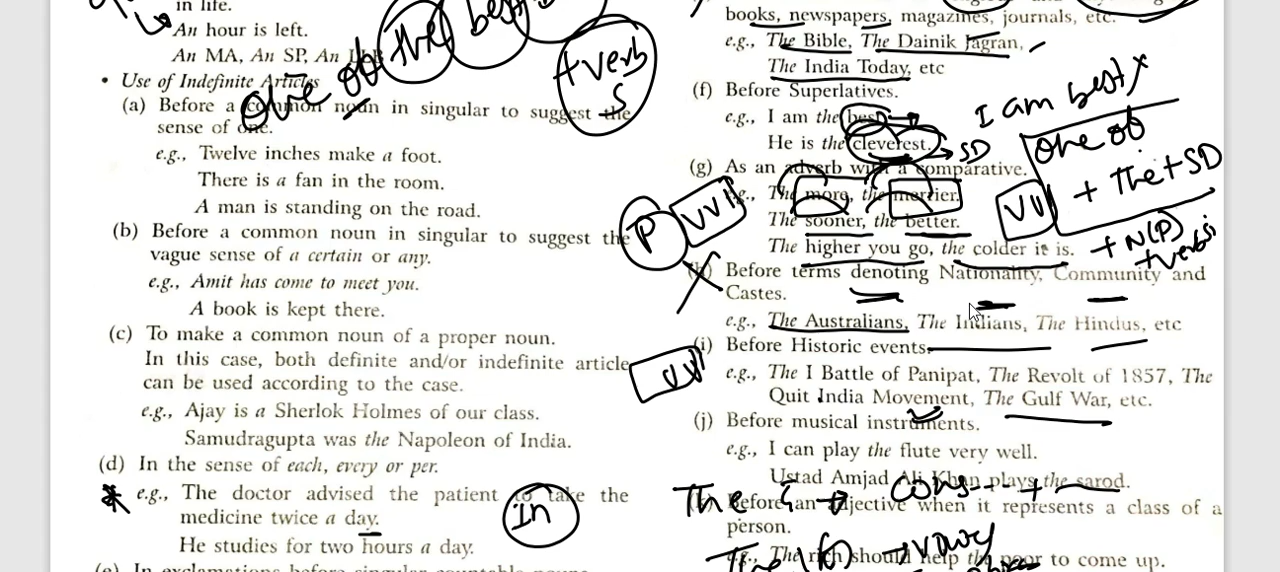 in life.
An hour is left.
An MA, An SP, An
• Use of Indefinite Articles
(a) Before a common noun in singular to suggest the
sense of one.
e.g., Twelve inches make a foot.
There is a fan in the room.
A man is standing on the road.
(b) Before a common noun in singular to suggest the
vague sense of a certain or any.
e.g., Amit has come to meet you.
A book is kept there.
(c) To make a common noun of a proper noun.
In this case, both definite and/or indefinite article
can be used according to the case.
e.g., Ajay is a Sherlok Holmes of our class.
Samudragupta was the Napoleon of India.
(d) In the sense of each, every or per.
e.g., The doctor advised the patient to take the
medicine twice a day.
He studies for two hours a day.
one of the best
+ verb
S
In
books, newspapers, magazines, journals, etc.
e.g., The Bible, The Dainik Jagran,
The India Today, etc
(f) Before Superlatives.
e.g., I am the best
He is the cleverest.
(g) As an adverb with a comparative.
e.g., The more, the merrier.
The sooner, the better.
The higher you go, the colder it is.
(h) Before terms denoting Nationality, Community and
Castes.
e.g., The Australians, The Indians, The Hindus, etc
(i) Before Historic events.
e.g., The I Battle of Panipat, The Revolt of 1857, The
Quit India Movement, The Gulf War, etc.
(j) Before musical instruments.
e.g., I can play the flute very well.
Ustad Amjad Ali Khan plays the sarod.
Before an adjective when it represents a class of a
person.
e.g., The rich should help the poor to come up.
I am best x
SD
one of
+ The + SD
+ N(P)
+ verb
P
VVI
The
cons
The